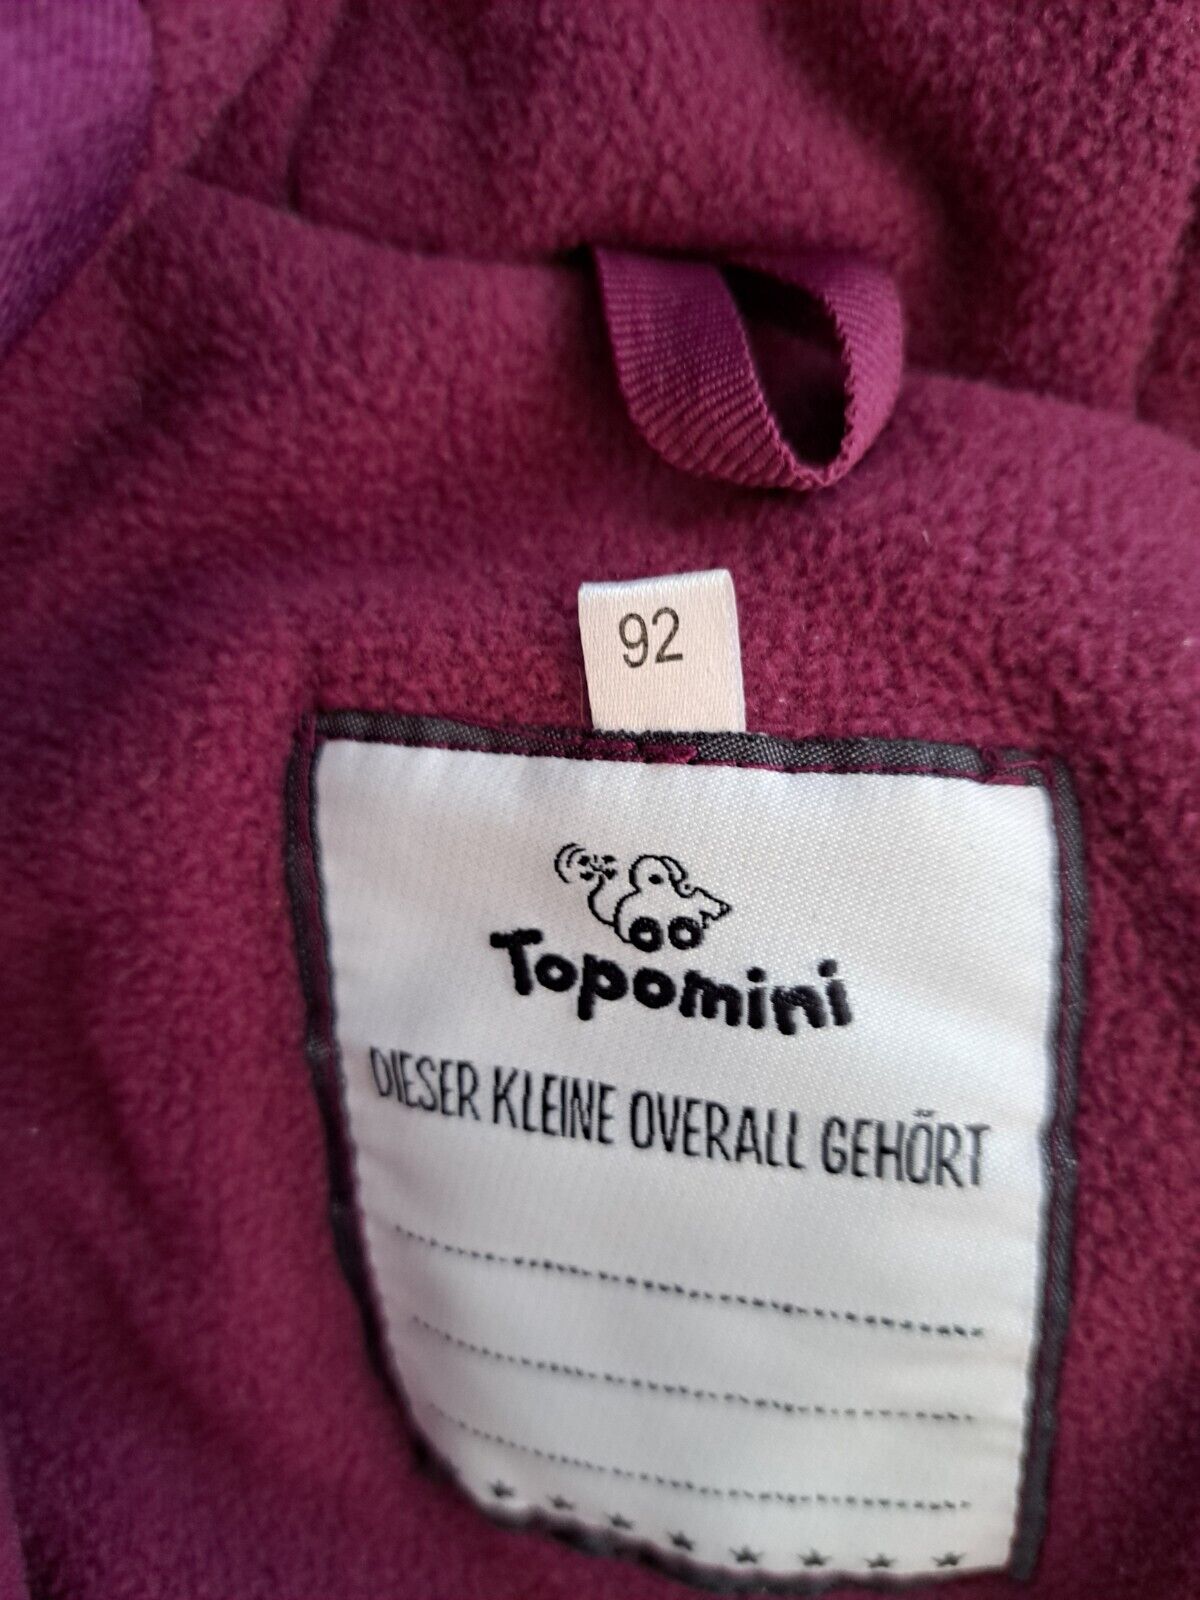 92
Topomini
DIESER KLEINE OVERALL GEHÖRT